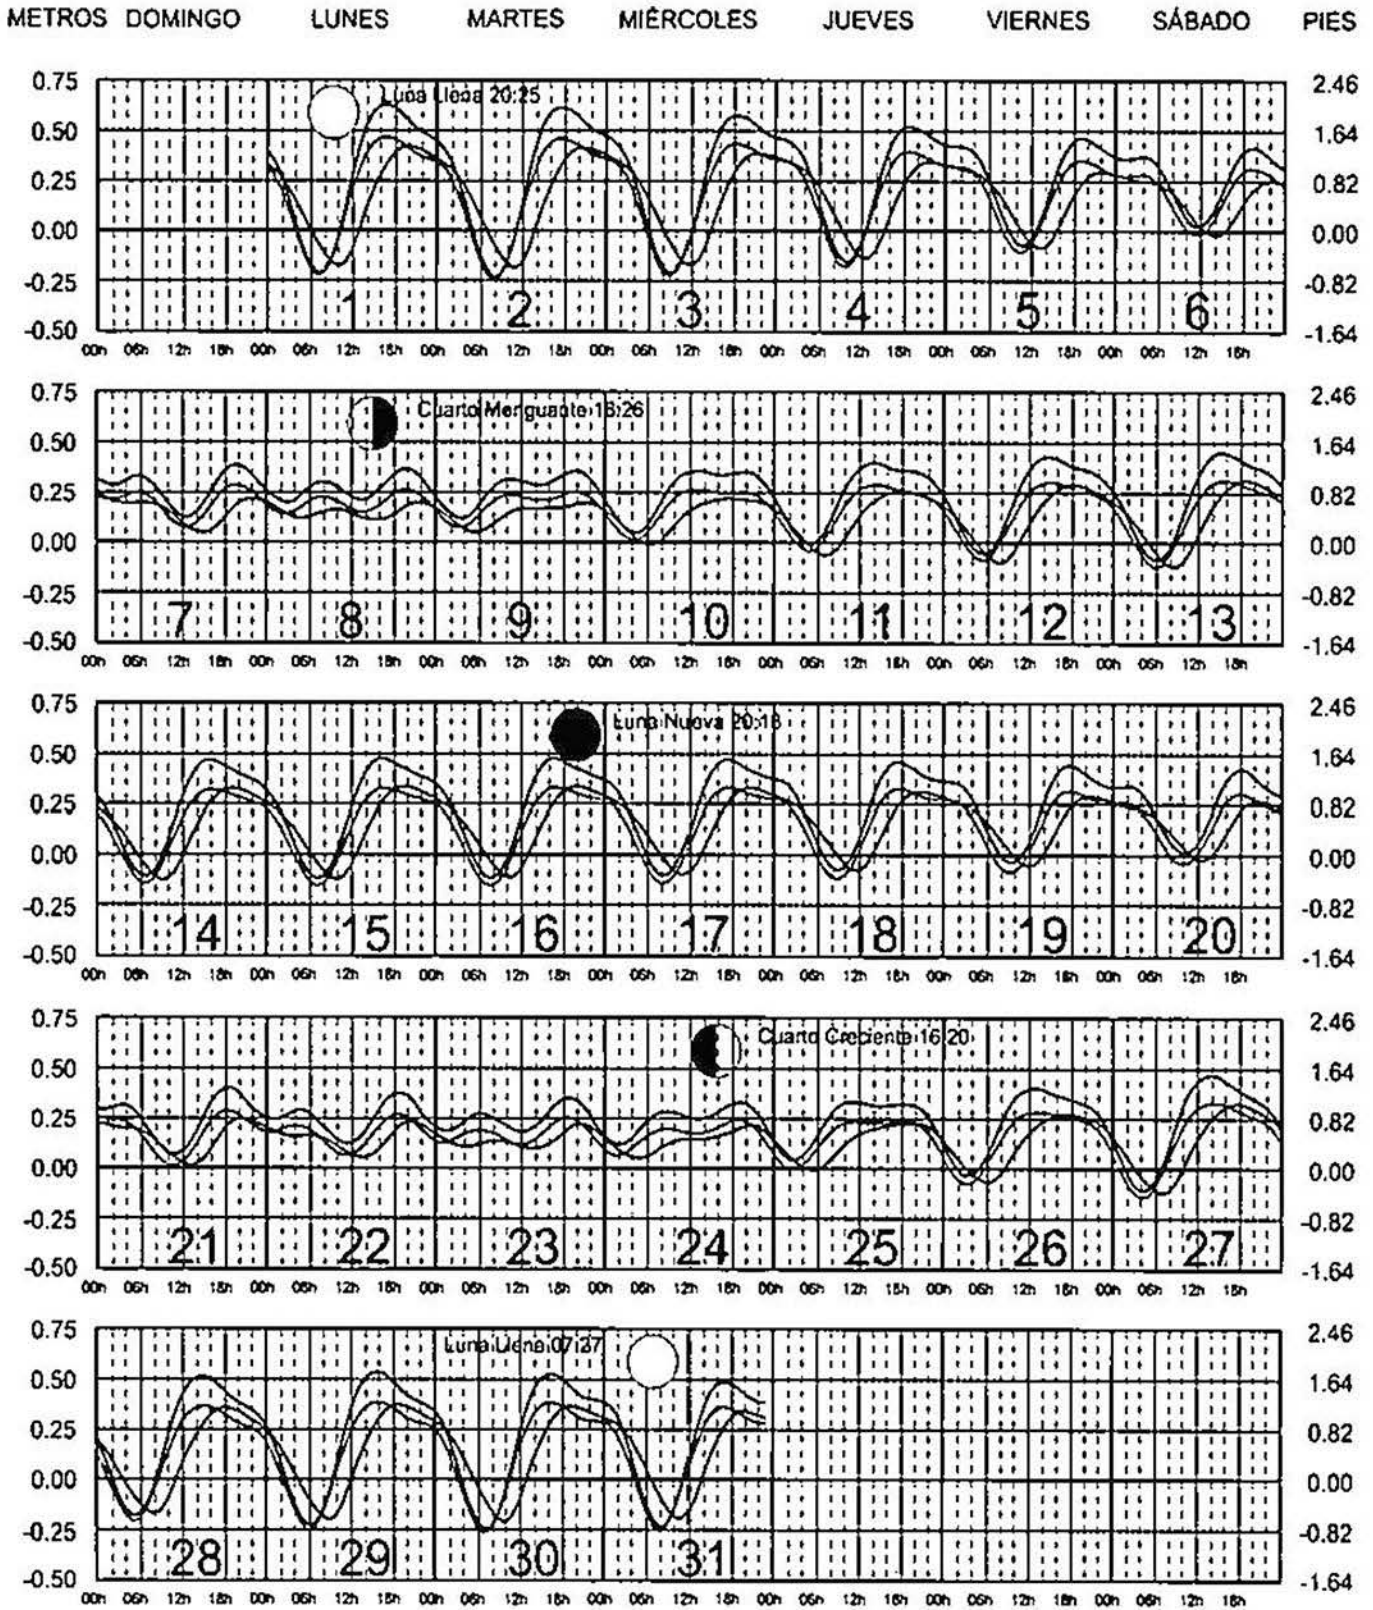 METROS DOMINGO LUNES MARTES MIÉRCOLES JUEVES VIERNES SÁBADO PIES
0.75 Luna Llena 20:25 2.46
0.50 1.64
0.25 0.82
0.00 0.00
-0.25 -0.82
1 2 3 4 5 6
-0.50 -1.64
00h 06h 12h 18h 00h 06h 12h 18h 00h 06h 12h 18h 00h 06h 12h 18h 00h 06h 12h 18h 00h 06h 12h 18h 00h 06h 12h 18h
0.75 2.46
Cuarto Menguante 18:26
0.50 1.64
0.25 0.82
0.00 0.00
-0.25 -0.82
7 8 9 10 11 12 13
-0.50 -1.64
00h 06h 12h 18h 00h 06h 12h 18h 00h 06h 12h 18h 00h 06h 12h 18h 00h 06h 12h 18h 00h 06h 12h 18h 00h 06h 12h 18h
0.75 2.46
Luna Nueva 20:18
0.50 1.64
0.25 0.82
0.00 0.00
-0.25 -0.82
14 15 16 17 18 19 20
-0.50 -1.64
00h 06h 12h 18h 00h 06h 12h 18h 00h 06h 12h 18h 00h 06h 12h 18h 00h 06h 12h 18h 00h 06h 12h 18h 00h 06h 12h 18h
0.75 2.46
Cuarto Creciente 16:20
0.50 1.64
0.25 0.82
0.00 0.00
-0.25 -0.82
21 22 23 24 25 26 27
-0.50 -1.64
00h 06h 12h 18h 00h 06h 12h 18h 00h 06h 12h 18h 00h 06h 12h 18h 00h 06h 12h 18h 00h 06h 12h 18h 00h 06h 12h 18h
0.75 2.46
Luna Llena 07:27
0.50 1.64
0.25 0.82
0.00 0.00
-0.25 -0.82
28 29 30 31
-0.50 -1.64
00h 06h 12h 18h 00h 06h 12h 18h 00h 06h 12h 18h 00h 06h 12h 18h 00h 06h 12h 18h 00h 06h 12h 18h 00h 06h 12h 18h